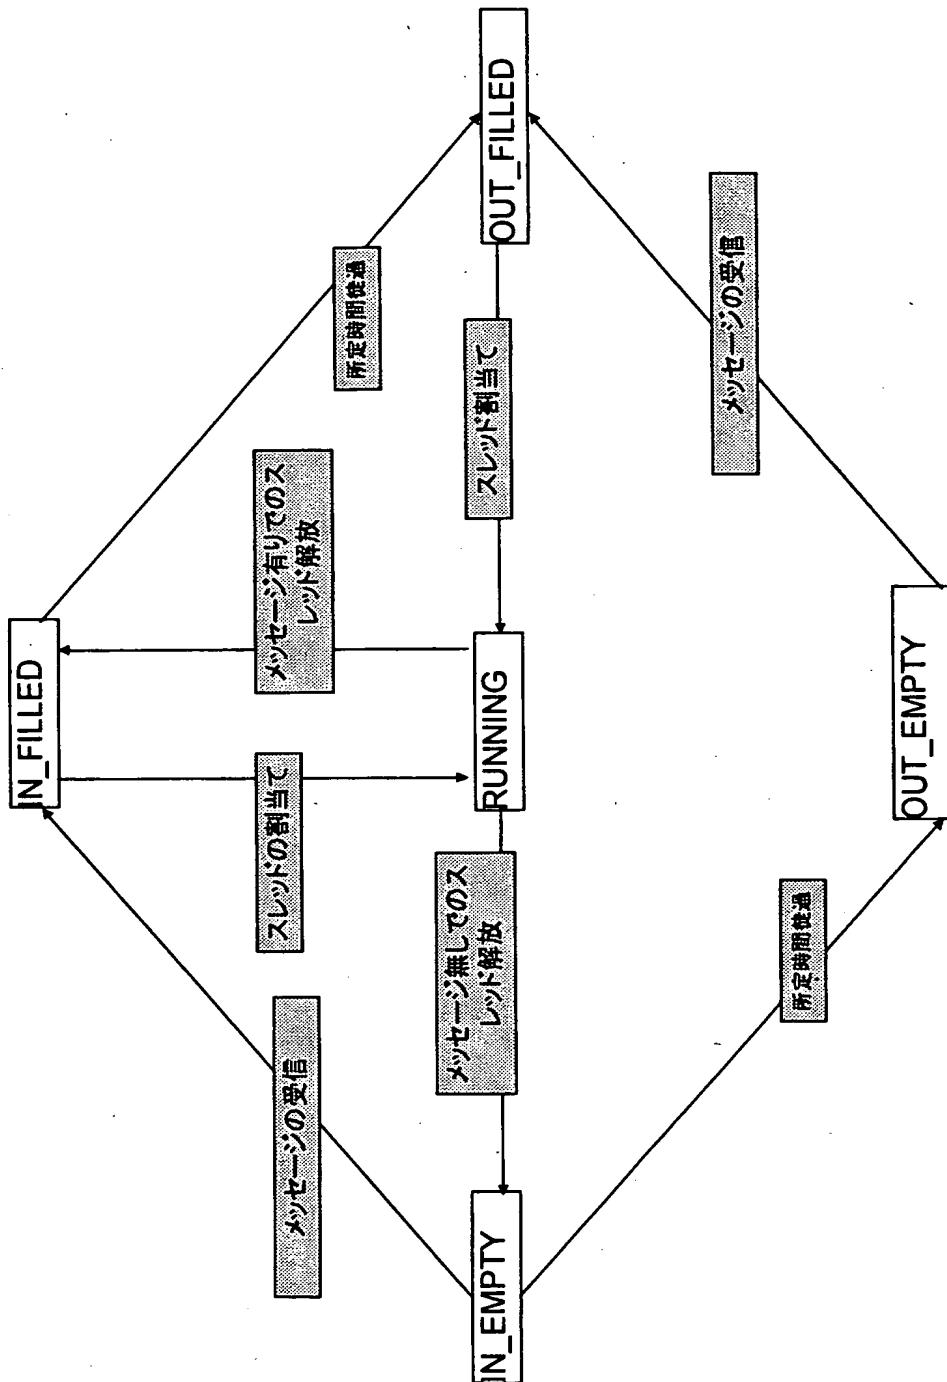 IN_FILLED
メッセージの受信
スレッドの割当て
メッセージ有りでのス
レッド解放
所定時間徒過
IN_EMPTY
メッセージ無しでのス
レッド解放
RUNNING
スレッド割当て
OUT_FILLED
所定時間徒過
メッセージの受信
OUT_EMPTY